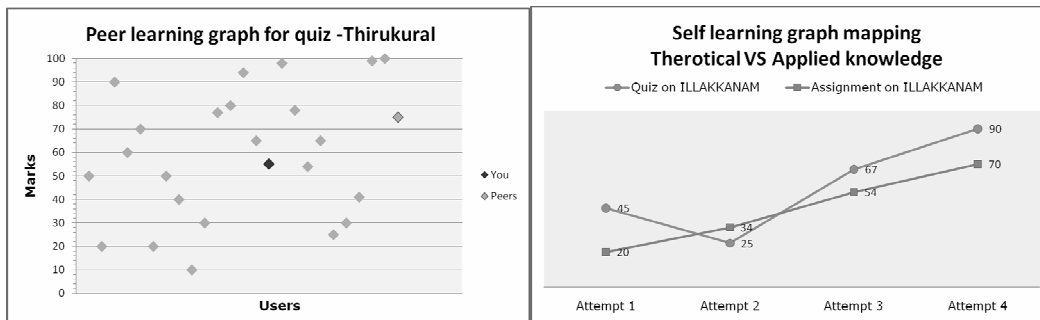 Peer learning graph for quiz -Thirukural
100
90
80
70
60
50
40
30
20
10
0
Marks
Users
You
Peers
Self learning graph mapping
Therotical VS Applied knowledge
Quiz on ILLAKKANAM
Assignment on ILLAKKANAM
45
20
34
25
67
54
90
70
Attempt 1
Attempt 2
Attempt 3
Attempt 4